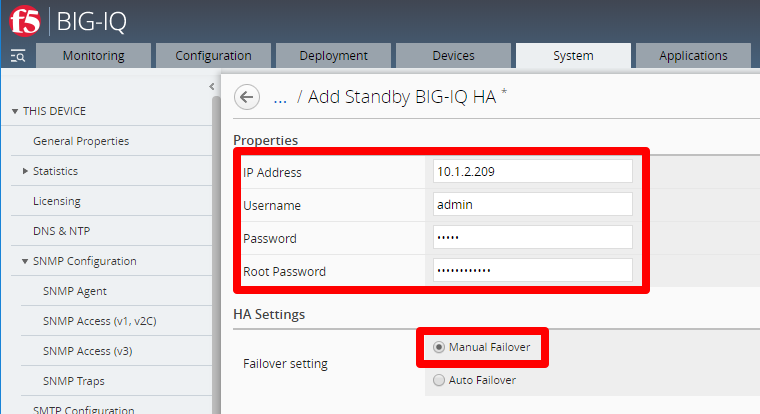 f5 BIG-IQ
Monitoring Configuration Deployment Devices System Applications
THIS DEVICE
General Properties
Statistics
Licensing
DNS & NTP
SNMP Configuration
SNMP Agent
SNMP Access (v1, v2C)
SNMP Access (v3)
SNMP Traps
SMTP Configuration
... / Add Standby BIG-IQ HA *
Properties
IP Address 10.1.2.209
Username admin
Password •••••
Root Password ••••••••••••
HA Settings
Failover setting
Manual Failover
Auto Failover